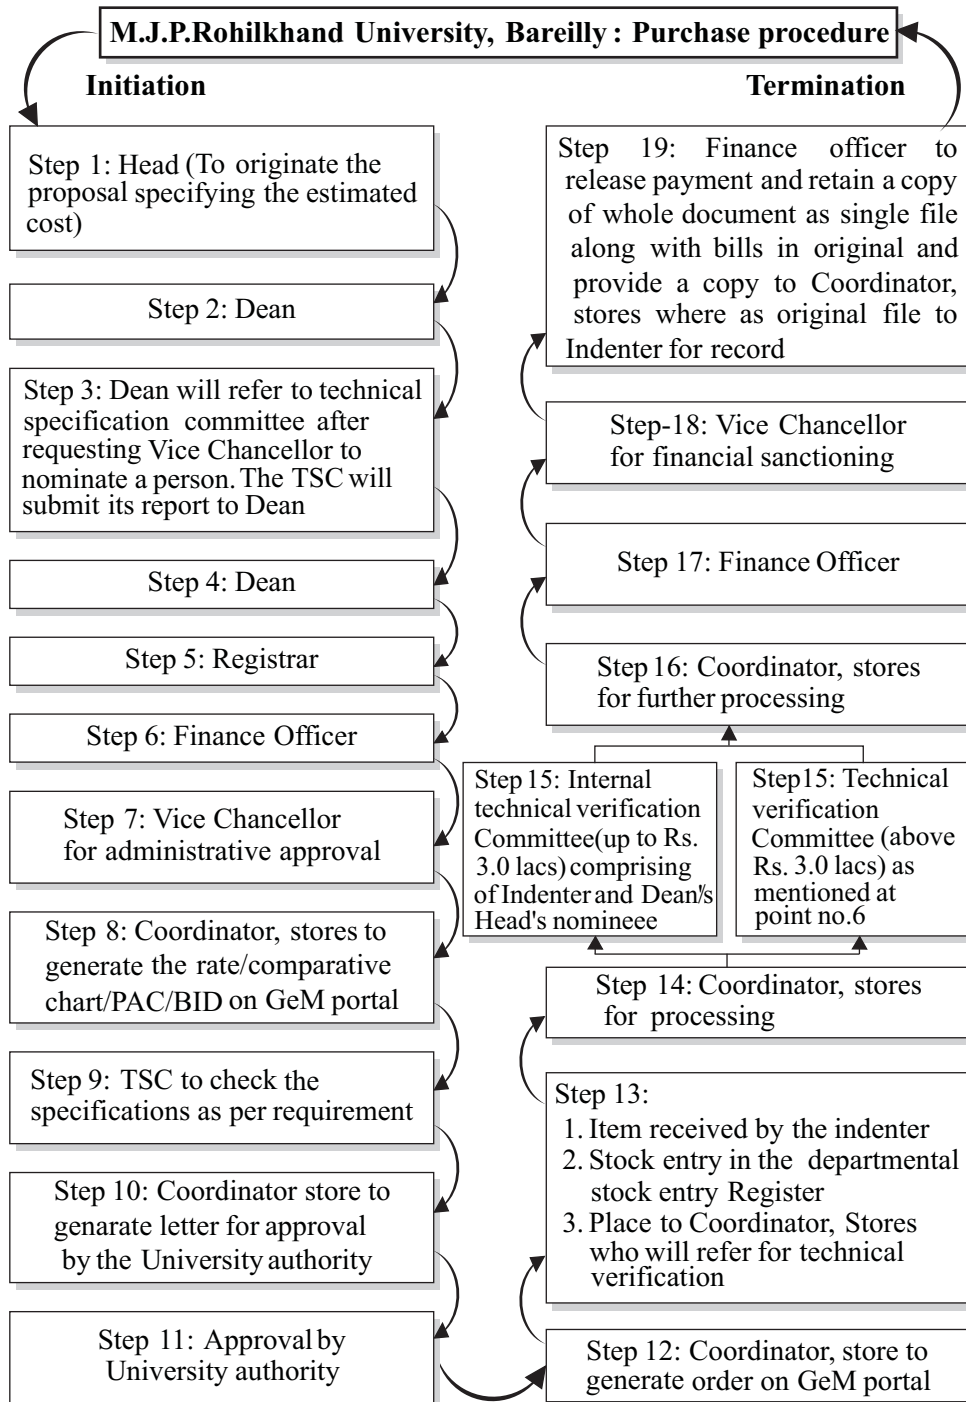 M.J.P.Rohilkhand University, Bareilly : Purchase procedure
Initiation
Step 1: Head (To originate the
proposal specifying the estimated
cost)
Step 2: Dean
Step 3: Dean will refer to technical
specification committee after
requesting Vice Chancellor to
nominate a person. The TSC will
submit its report to Dean
Step 4: Dean
Step 5: Registrar
Step 6: Finance Officer
Step 7: Vice Chancellor
for administrative approval
Step 8: Coordinator, stores to
generate the rate/comparative
chart/PAC/BID on GeM portal
Step 9: TSC to check the
specifications as per requirement
Step 10: Coordinator store to
genarate letter for approval
by the University authority
Step 11: Approval by
University authority
Step 12: Coordinator, store to
generate order on GeM portal
Step 13:
1. Item received by the indenter
2. Stock entry in the departmental
stock entry Register
3. Place to Coordinator, Stores
who will refer for technical
verification
Step 14: Coordinator, stores
for processing
Step 15: Internal
technical verification
Committee(up to Rs.
3.0 lacs) comprising
of Indenter and Dean'/s
Head's nomineee
Step15: Technical
verification
Committee (above
Rs. 3.0 lacs) as
mentioned at
point no.6
Step 16: Coordinator, stores
for further processing
Step 17: Finance Officer
Step-18: Vice Chancellor
for financial sanctioning
Step 19: Finance officer to
release payment and retain a copy
of whole document as single file
along with bills in original and
provide a copy to Coordinator,
stores where as original file to
Indenter for record
Termination